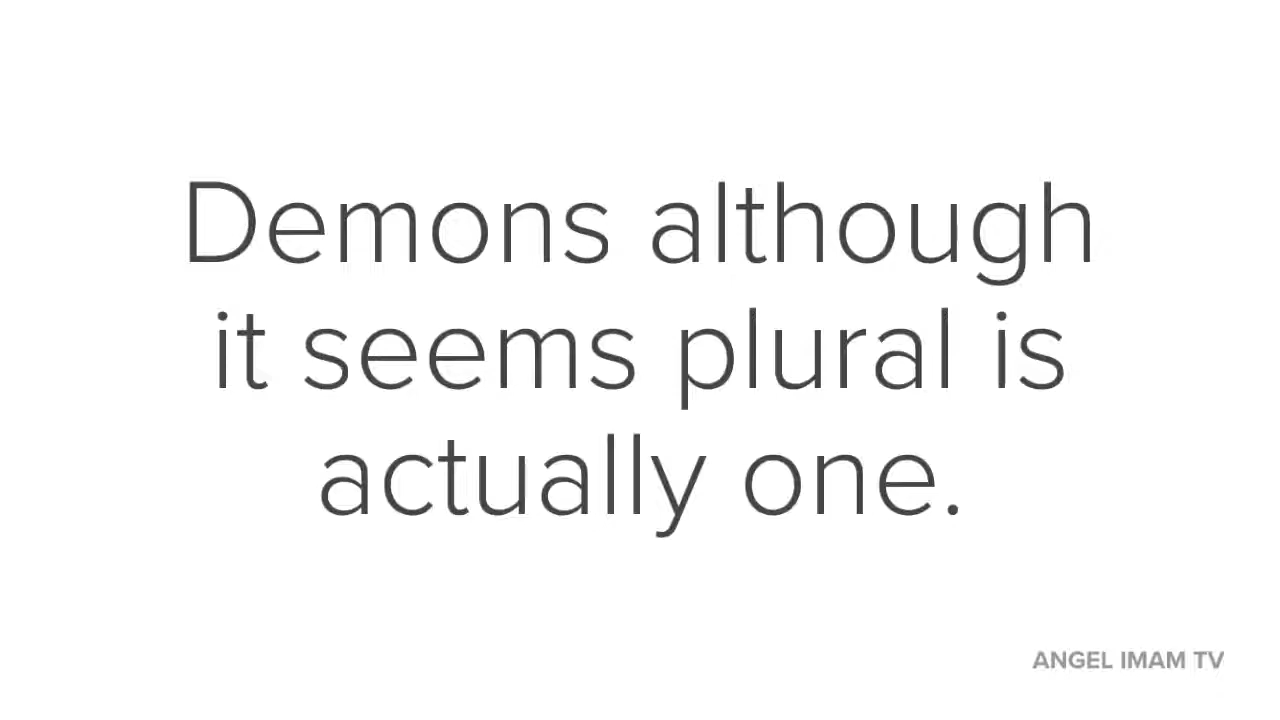 Demons although
it seems plural is
actually one.
ANGEL IMAM TV